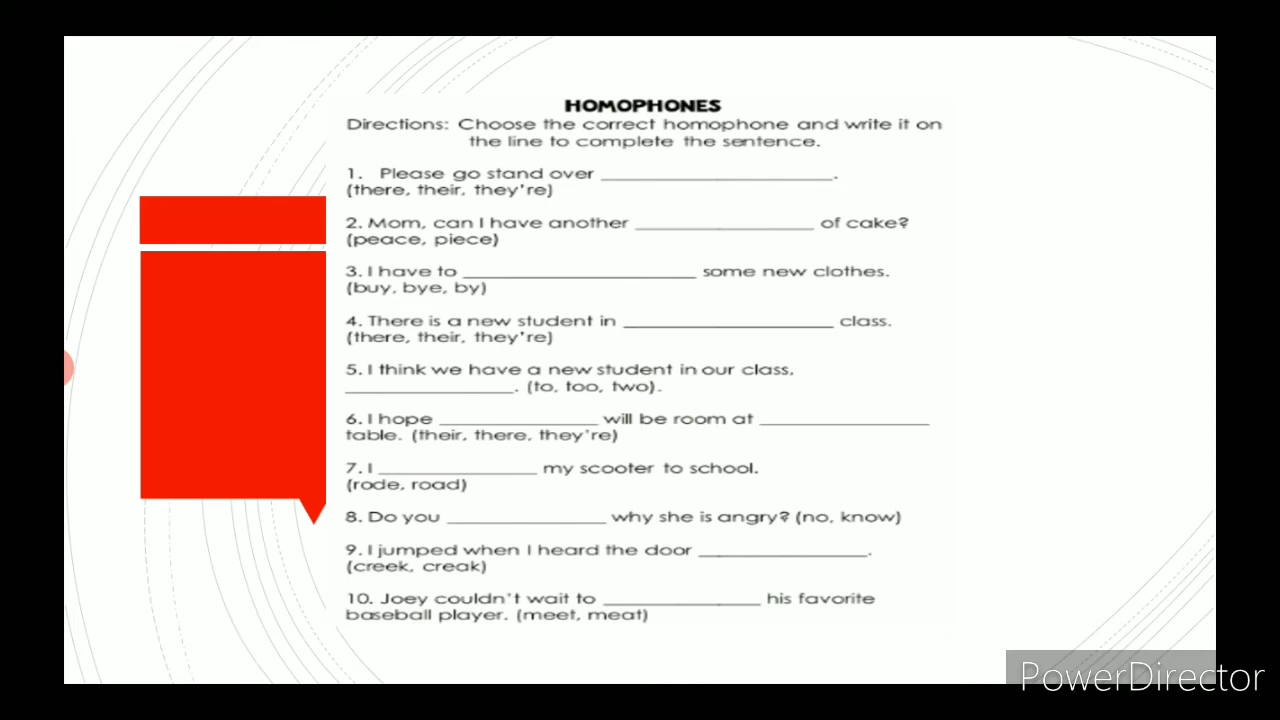 HOMOPHONES
Directions: Choose the correct homophone and write it on
the line to complete the sentence.
1. Please go stand over ____________________.
(there, their, they're)
2. Mom, can I have another __________________ of cake?
(peace, piece)
3. I have to ____________________ some new clothes.
(buy, bye, by)
4. There is a new student in __________________ class.
(there, their, they're)
5. I think we have a new student in our class,
______________. (to, too, two).
6. I hope _____________ will be room at ______________
table. (their, there, they're)
7. I _____________ my scooter to school.
(rode, road)
8. Do you _____________ why she is angry? (no, know)
9. I jumped when I heard the door ______________.
(creek, creak)
10. Joey couldn't wait to _____________ his favorite
baseball player. (meet, meat)
PowerDirector